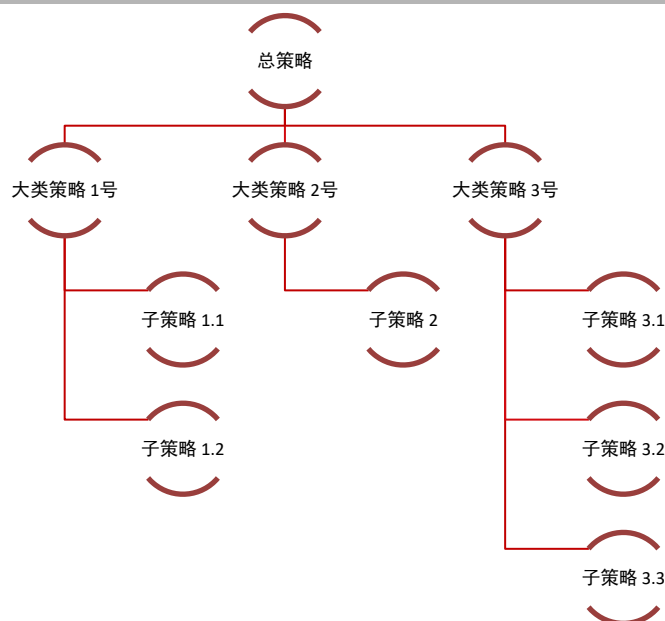 总策略
大类策略 1号
大类策略 2号
大类策略 3号
子策略 1.1
子策略 2
子策略 3.1
子策略 1.2
子策略 3.2
子策略 3.3